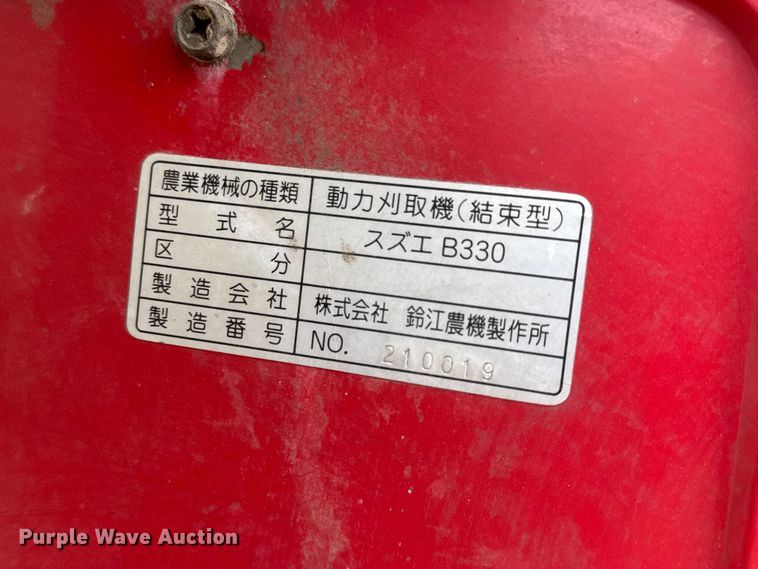 農業機械の種類 動力刈取機(結束型)
型式名 スズエ B330
区分
製造会社 株式会社 鈴江農機製作所
製造番号 NO. 210019
Purple Wave Auction